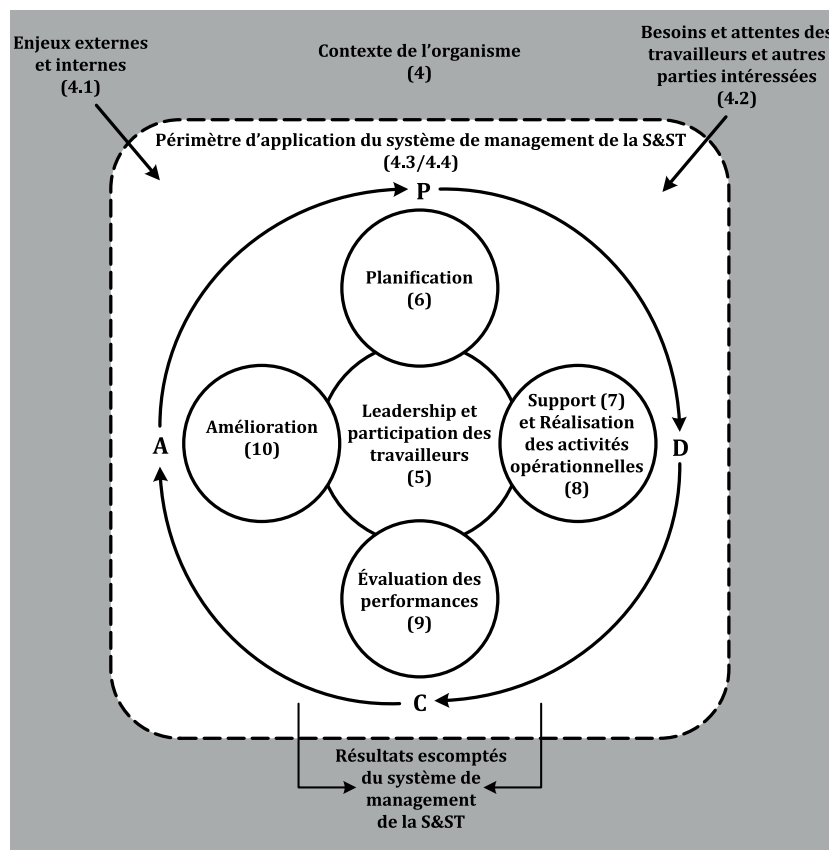 Enjeux externes
et internes
(4.1)
Contexte de l’organisme
(4)
Besoins et attentes des
travailleurs et autres
parties intéressées
(4.2)
Périmètre d’application du système de management de la S&ST
(4.3/4.4)
P
Planification
(6)
A
Amélioration
(10)
Leadership et
participation des
travailleurs
(5)
Support (7)
et Réalisation
des activités
opérationnelles
(8)
D
Évaluation des
performances
(9)
C
Résultats escomptés
du système de
management
de la S&ST